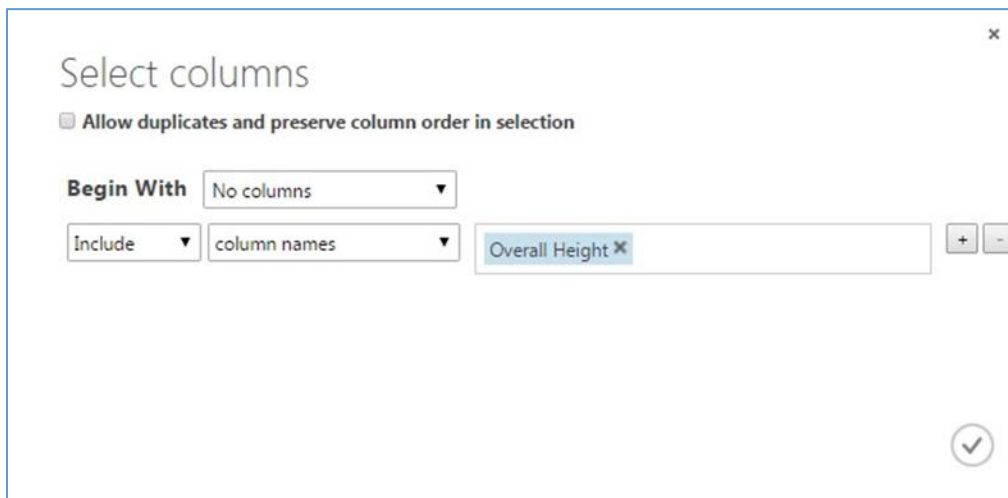 Select columns
Allow duplicates and preserve column order in selection
Begin With No columns
Include column names Overall Height